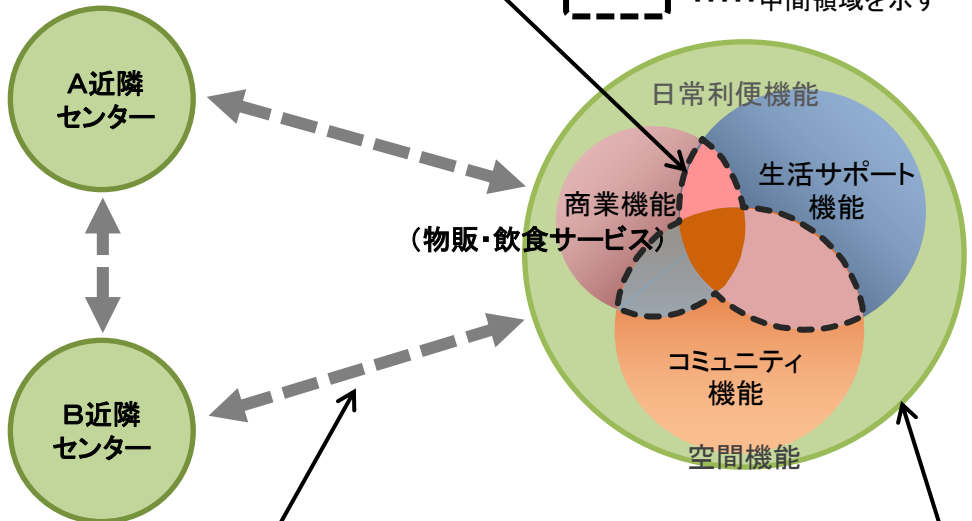 ･････中間領域を示す
A近隣
センター
日常利便機能
生活サポート
機能
商業機能
（物販・飲食サービス）
コミュニティ
機能
B近隣
センター
空間機能